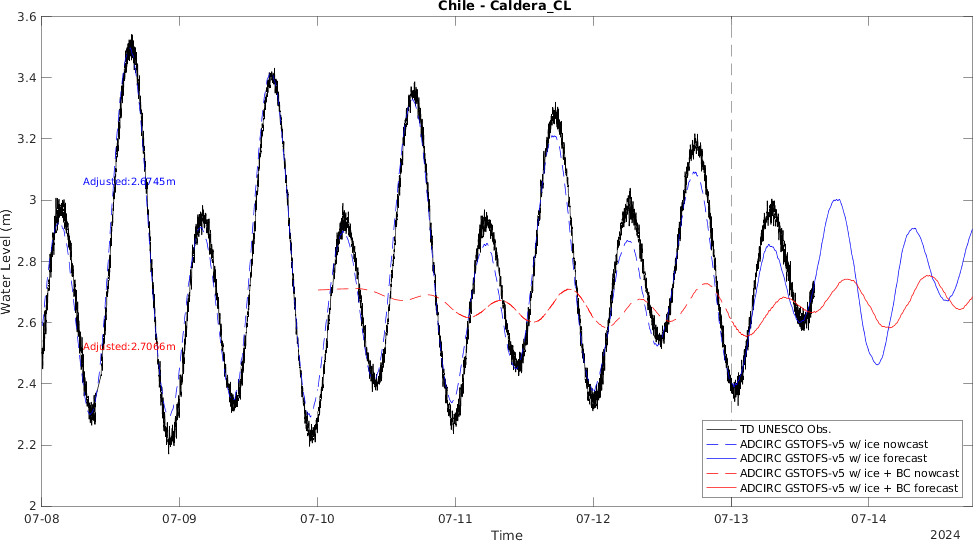 Chile - Caldera_CL
3.6
3.4
3.2
3
2.8
2.6
2.4
2.2
2
Water Level (m)
Adjusted:2.6745m
Adjusted:2.7066m
TD UNESCO Obs.
ADCIRC GSTOFS-v5 w/ ice nowcast
ADCIRC GSTOFS-v5 w/ ice forecast
ADCIRC GSTOFS-v5 w/ ice + BC nowcast
ADCIRC GSTOFS-v5 w/ ice + BC forecast
07-08 07-09 07-10 07-11 07-12 07-13 07-14
Time
2024